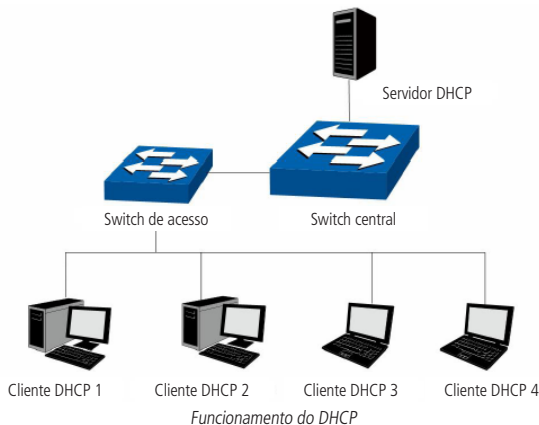 Servidor DHCP
Switch de acesso
Switch central
Cliente DHCP 1
Cliente DHCP 2
Cliente DHCP 3
Cliente DHCP 4
Funcionamento do DHCP